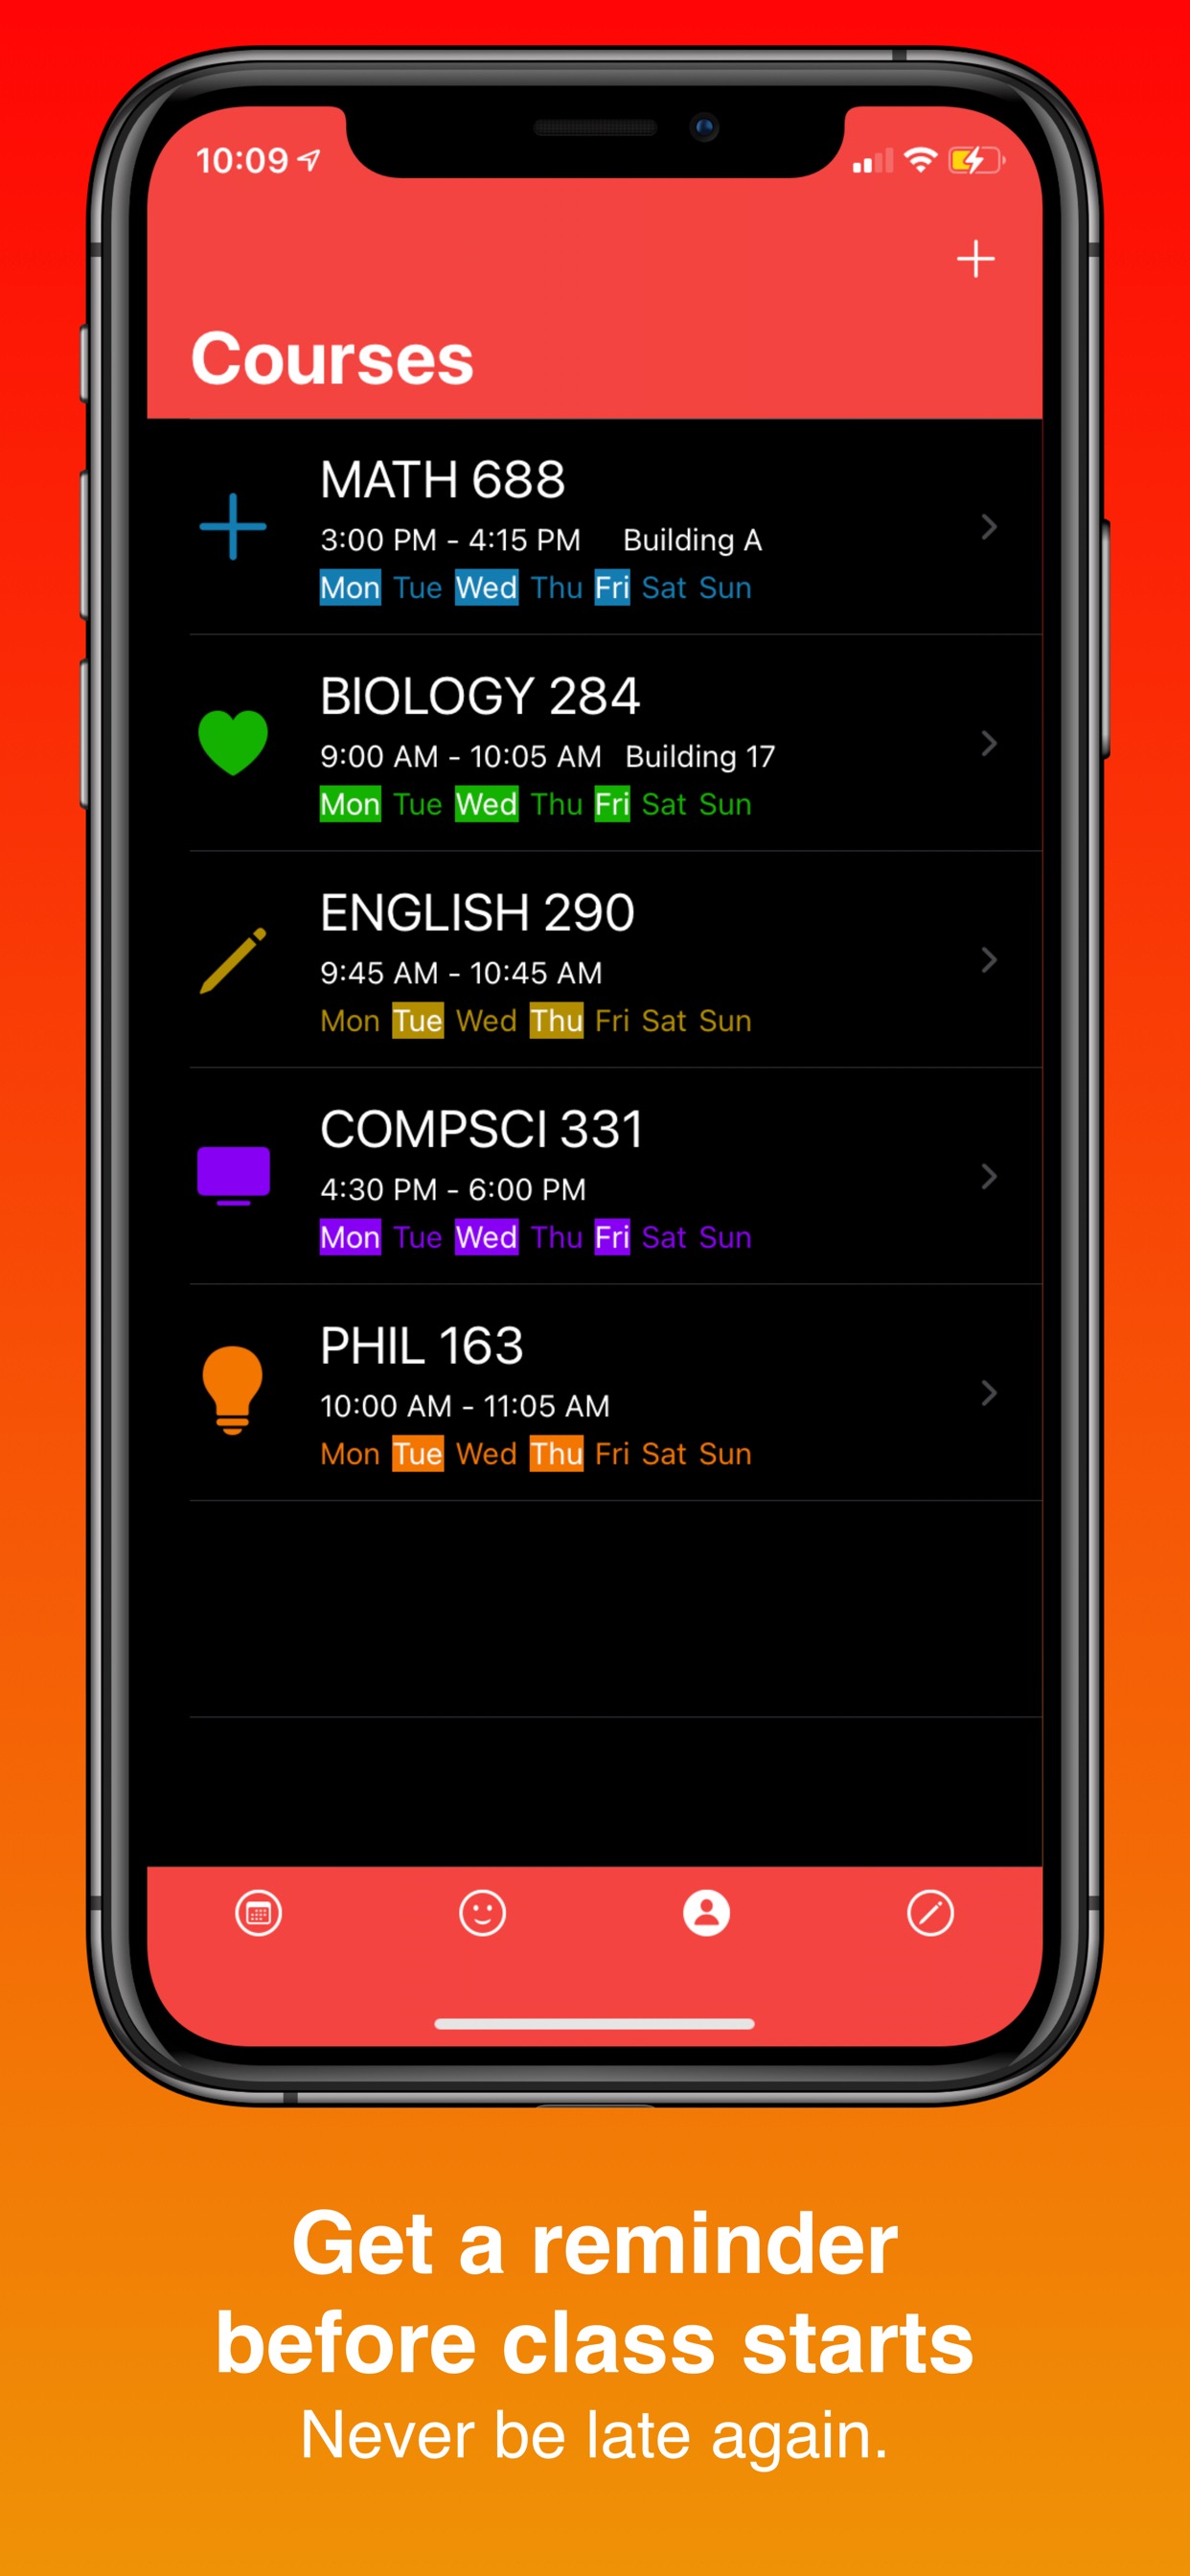 10:09
Courses
MATH 688
3:00 PM - 4:15 PM Building A
Mon Tue Wed Thu Fri Sat Sun
BIOLOGY 284
9:00 AM - 10:05 AM Building 17
Mon Tue Wed Thu Fri Sat Sun
ENGLISH 290
9:45 AM - 10:45 AM
Mon Tue Wed Thu Fri Sat Sun
COMPSCI 331
4:30 PM - 6:00 PM
Mon Tue Wed Thu Fri Sat Sun
PHIL 163
10:00 AM - 11:05 AM
Mon Tue Wed Thu Fri Sat Sun
Get a reminder
before class starts
Never be late again.